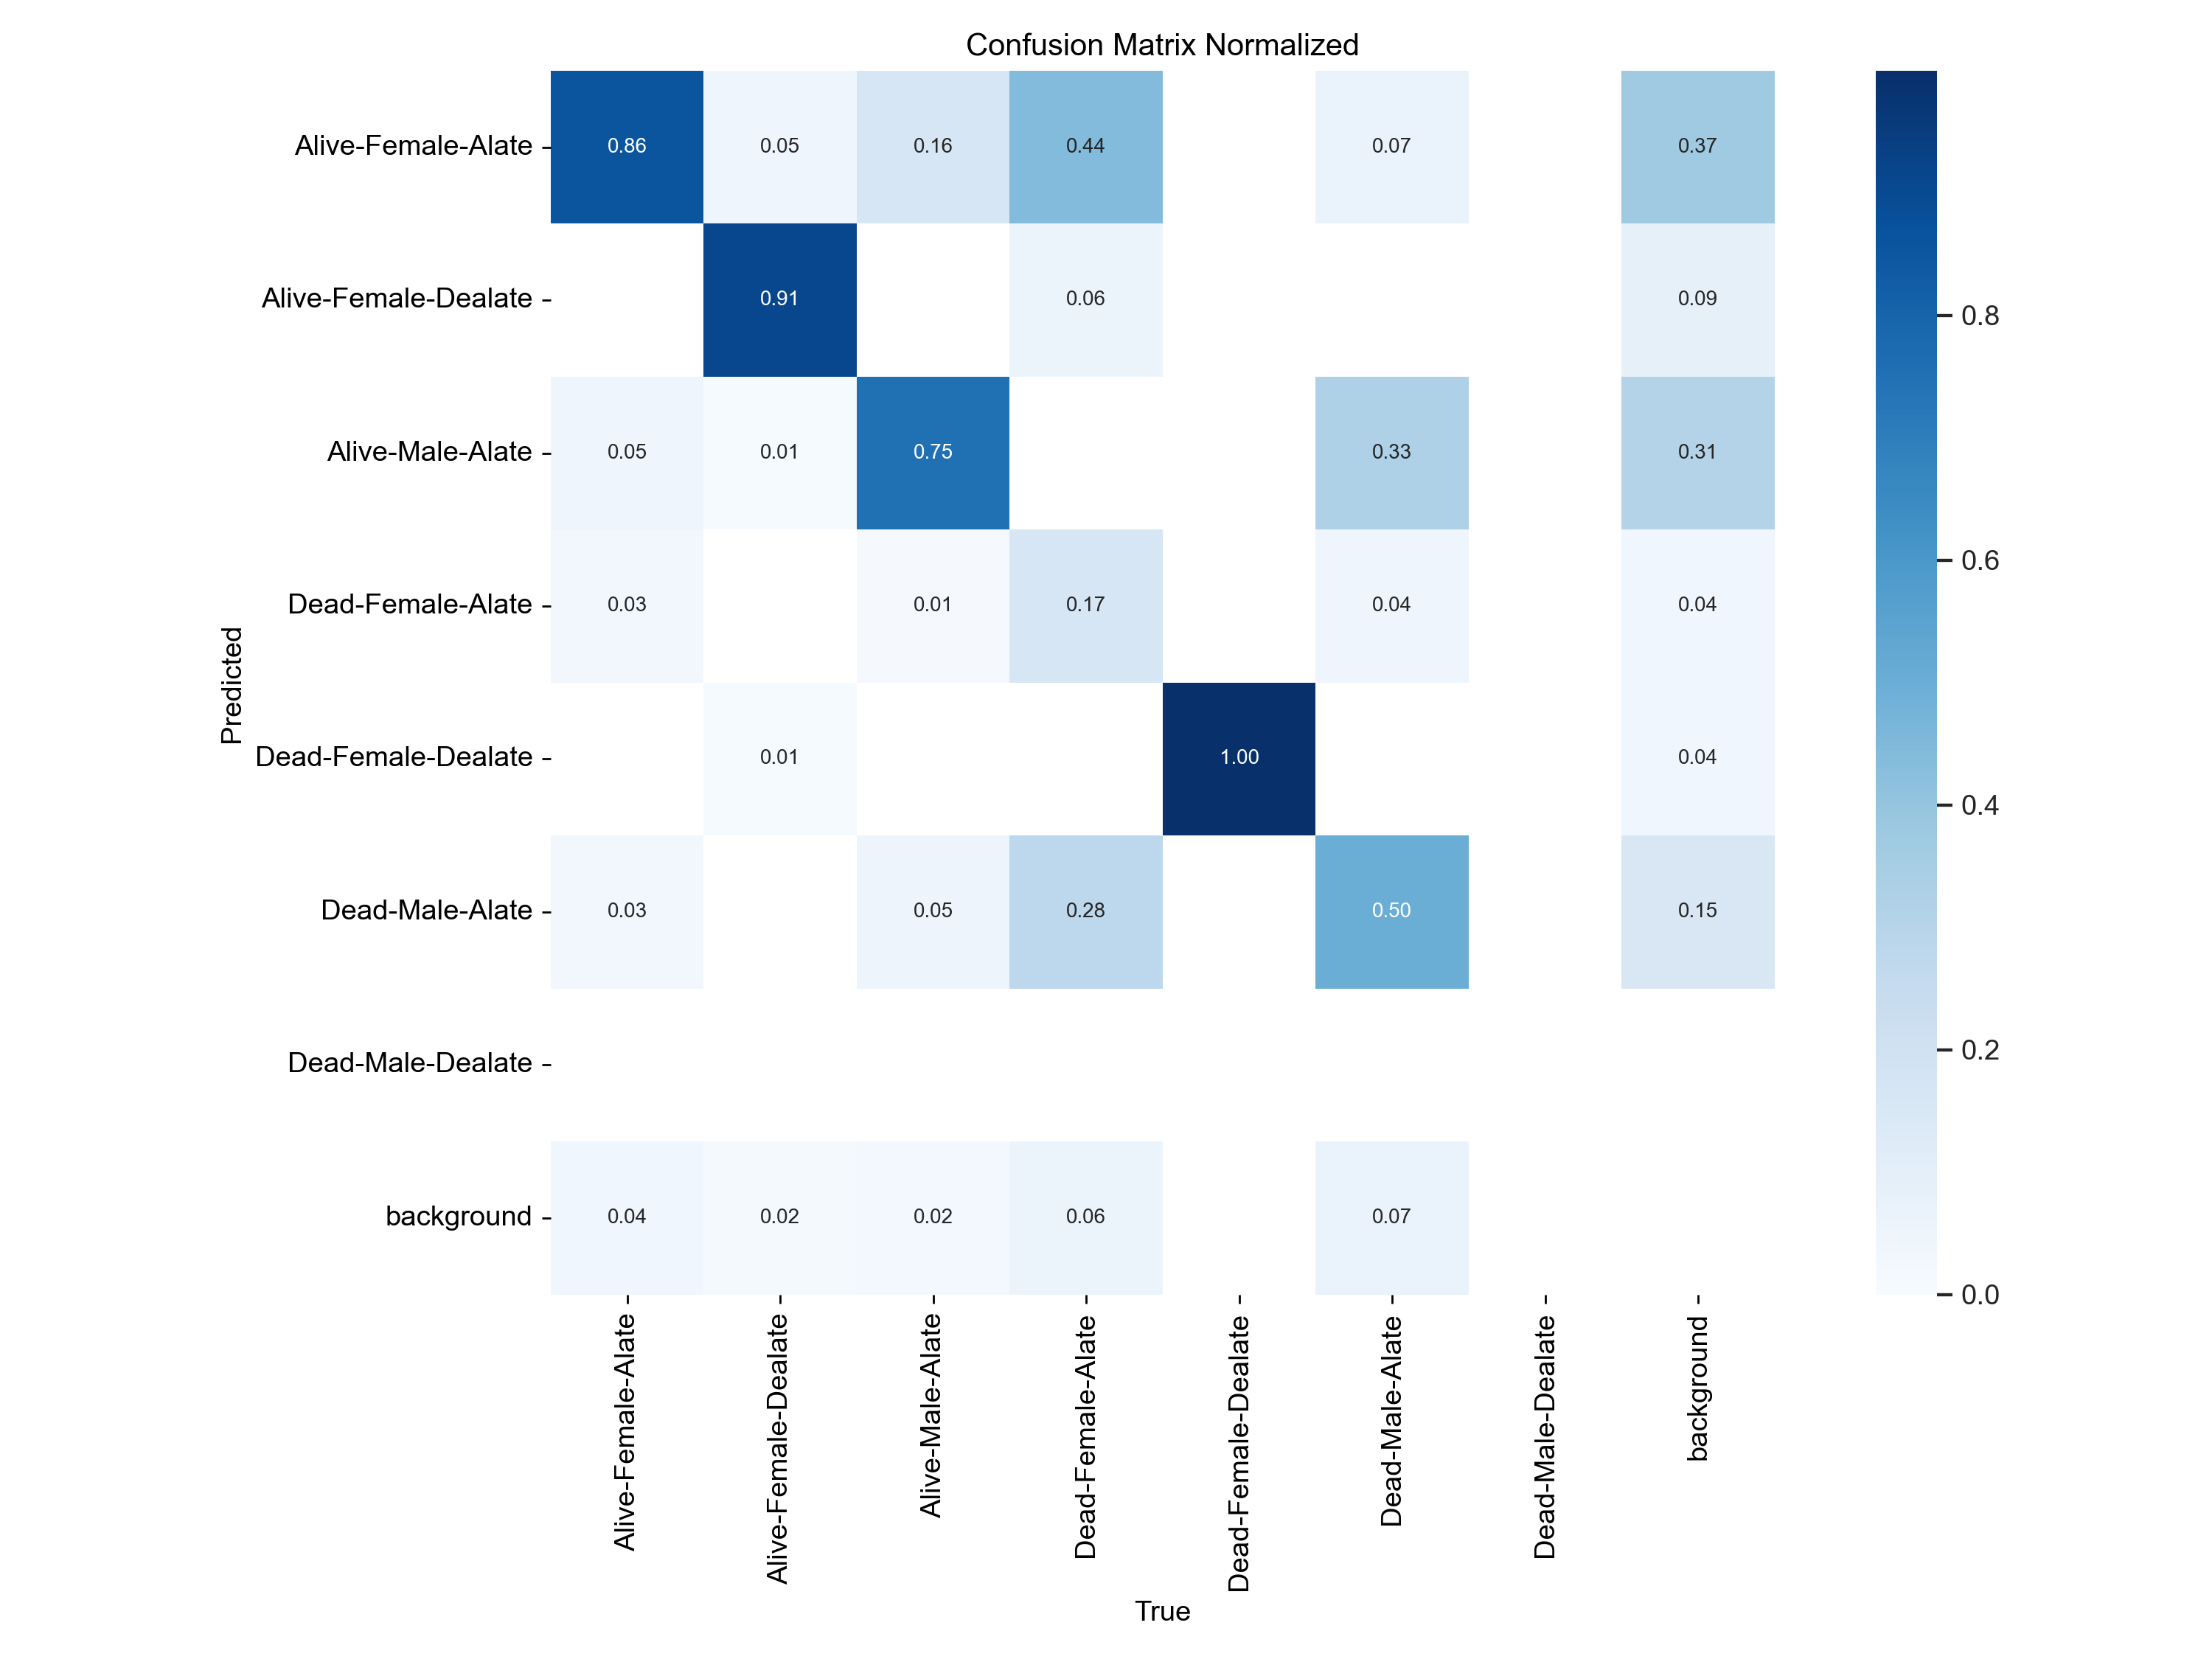 Confusion Matrix Normalized
Predicted
Alive-Female-Alate 0.86 0.05 0.16 0.44 0.07 0.37
Alive-Female-Dealate 0.91 0.06 0.09
Alive-Male-Alate 0.05 0.01 0.75 0.33 0.31
Dead-Female-Alate 0.03 0.01 0.17 0.04 0.04
Dead-Female-Dealate 0.01 1.00 0.04
Dead-Male-Alate 0.03 0.05 0.28 0.50 0.15
Dead-Male-Dealate
background 0.04 0.02 0.02 0.06 0.07
Alive-Female-Alate
Alive-Female-Dealate
Alive-Male-Alate
Dead-Female-Alate
Dead-Female-Dealate
Dead-Male-Alate
Dead-Male-Dealate
background
True
0.8
0.6
0.4
0.2
0.0